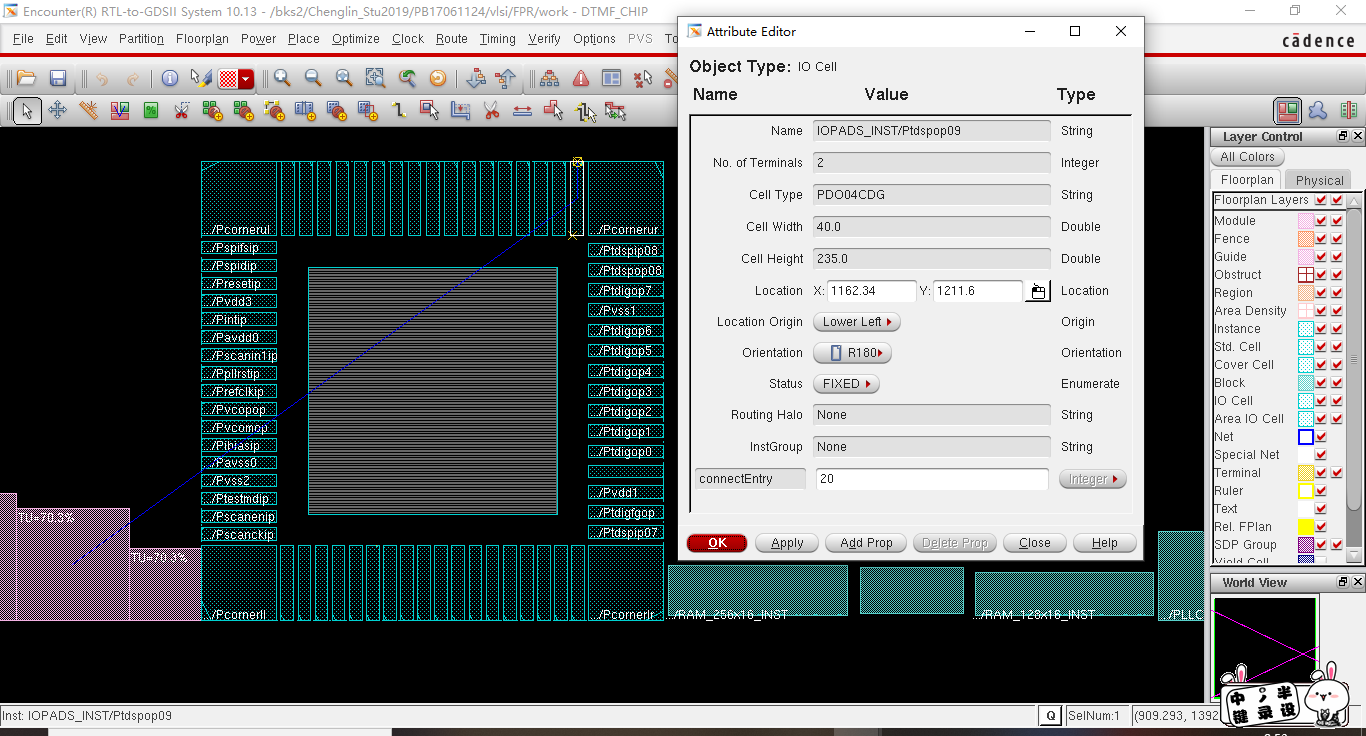 Encounter(R) RTL-to-GDSII System 10.13 - /bks2/Chenglin_Stu2019/PB17061124/vlsi/FPR/work - DTMF_CHIP
File Edit View Partition Floorplan Power Place Optimize Clock Route Timing Verify Options PVS To
cādence
Attribute Editor
Object Type: IO Cell
Name Value Type
Name IOPADS_INST/Ptdspop09 String
No. of Terminals 2 Integer
Cell Type PDO04CDG String
Cell Width 40.0 Double
Cell Height 235.0 Double
Location X: 1162.34 Y: 1211.6 Location
Location Origin Lower Left Origin
Orientation R180 Orientation
Status FIXED Enumerate
Routing Halo None String
InstGroup None String
connectEntry 20 Integer
OK Apply Add Prop Delete Prop Close Help
../Pcornerul
../Pcornerur
../Pspifsip
../Pspidip
../Presetip
../Pvdd3
../Pintip
../Pavdd0
../Pscanin1ip
../Ppllrstip
../Prefclkip
../Pvcopop
../Pvcomop
../Pibiasip
../Pavss0
../Pvss2
../Ptestmdip
../Pscanenip
../Pscanckip
../Ptdspip08
../Ptdspop08
../Ptdigop7
../Pvss1
../Ptdigop6
../Ptdigop5
../Ptdigop4
../Ptdigop3
../Ptdigop2
../Ptdigop1
../Ptdigop0
../Pvdd1
../Ptdigfgop
../Ptdspip07
../Pcornerll
../Pcornerlr
TU=70.3%
../RAM_256x16_INST
../RAM_128x16_INST
../PLLC
Layer Control
All Colors
Floorplan Physical
Floorplan Layers
Module
Fence
Guide
Obstruct
Region
Area Density
Instance
Std. Cell
Cover Cell
Block
IO Cell
Area IO Cell
Net
Special Net
Terminal
Ruler
Text
Rel. FPlan
SDP Group
Yield Cell
World View
中 半
键 录 设
Inst: IOPADS_INST/Ptdspop09
Q
SelNum:1
(909.293, 1392